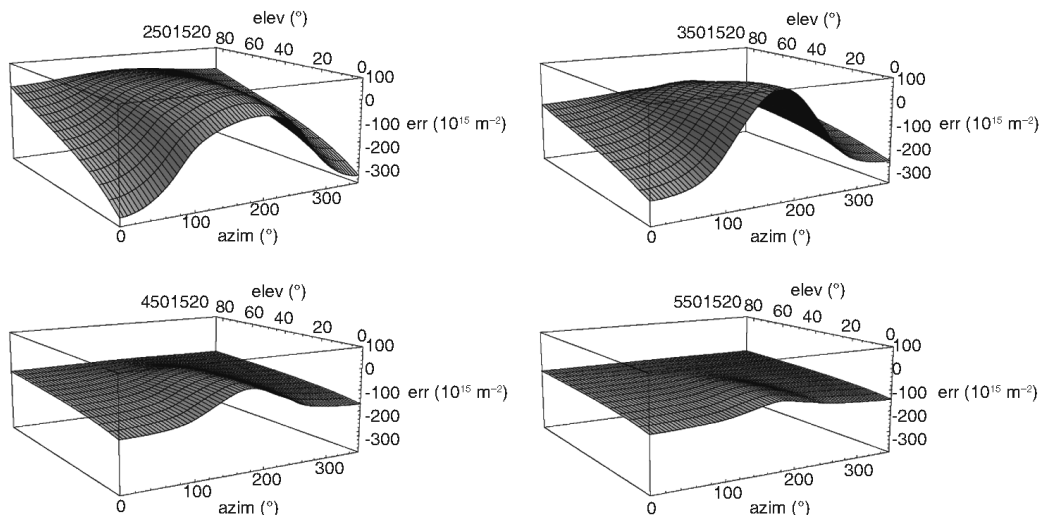 elev (°)
2501520 80 60 40 20 0
100
0
-100 err (10¹⁵ m⁻²)
-200
-300
0 100 200 300
azim (°)
elev (°)
3501520 80 60 40 20 0
100
0
-100 err (10¹⁵ m⁻²)
-200
-300
0 100 200 300
azim (°)
elev (°)
4501520 80 60 40 20 0
100
0
-100 err (10¹⁵ m⁻²)
-200
-300
0 100 200 300
azim (°)
elev (°)
5501520 80 60 40 20 0
100
0
-100 err (10¹⁵ m⁻²)
-200
-300
0 100 200 300
azim (°)